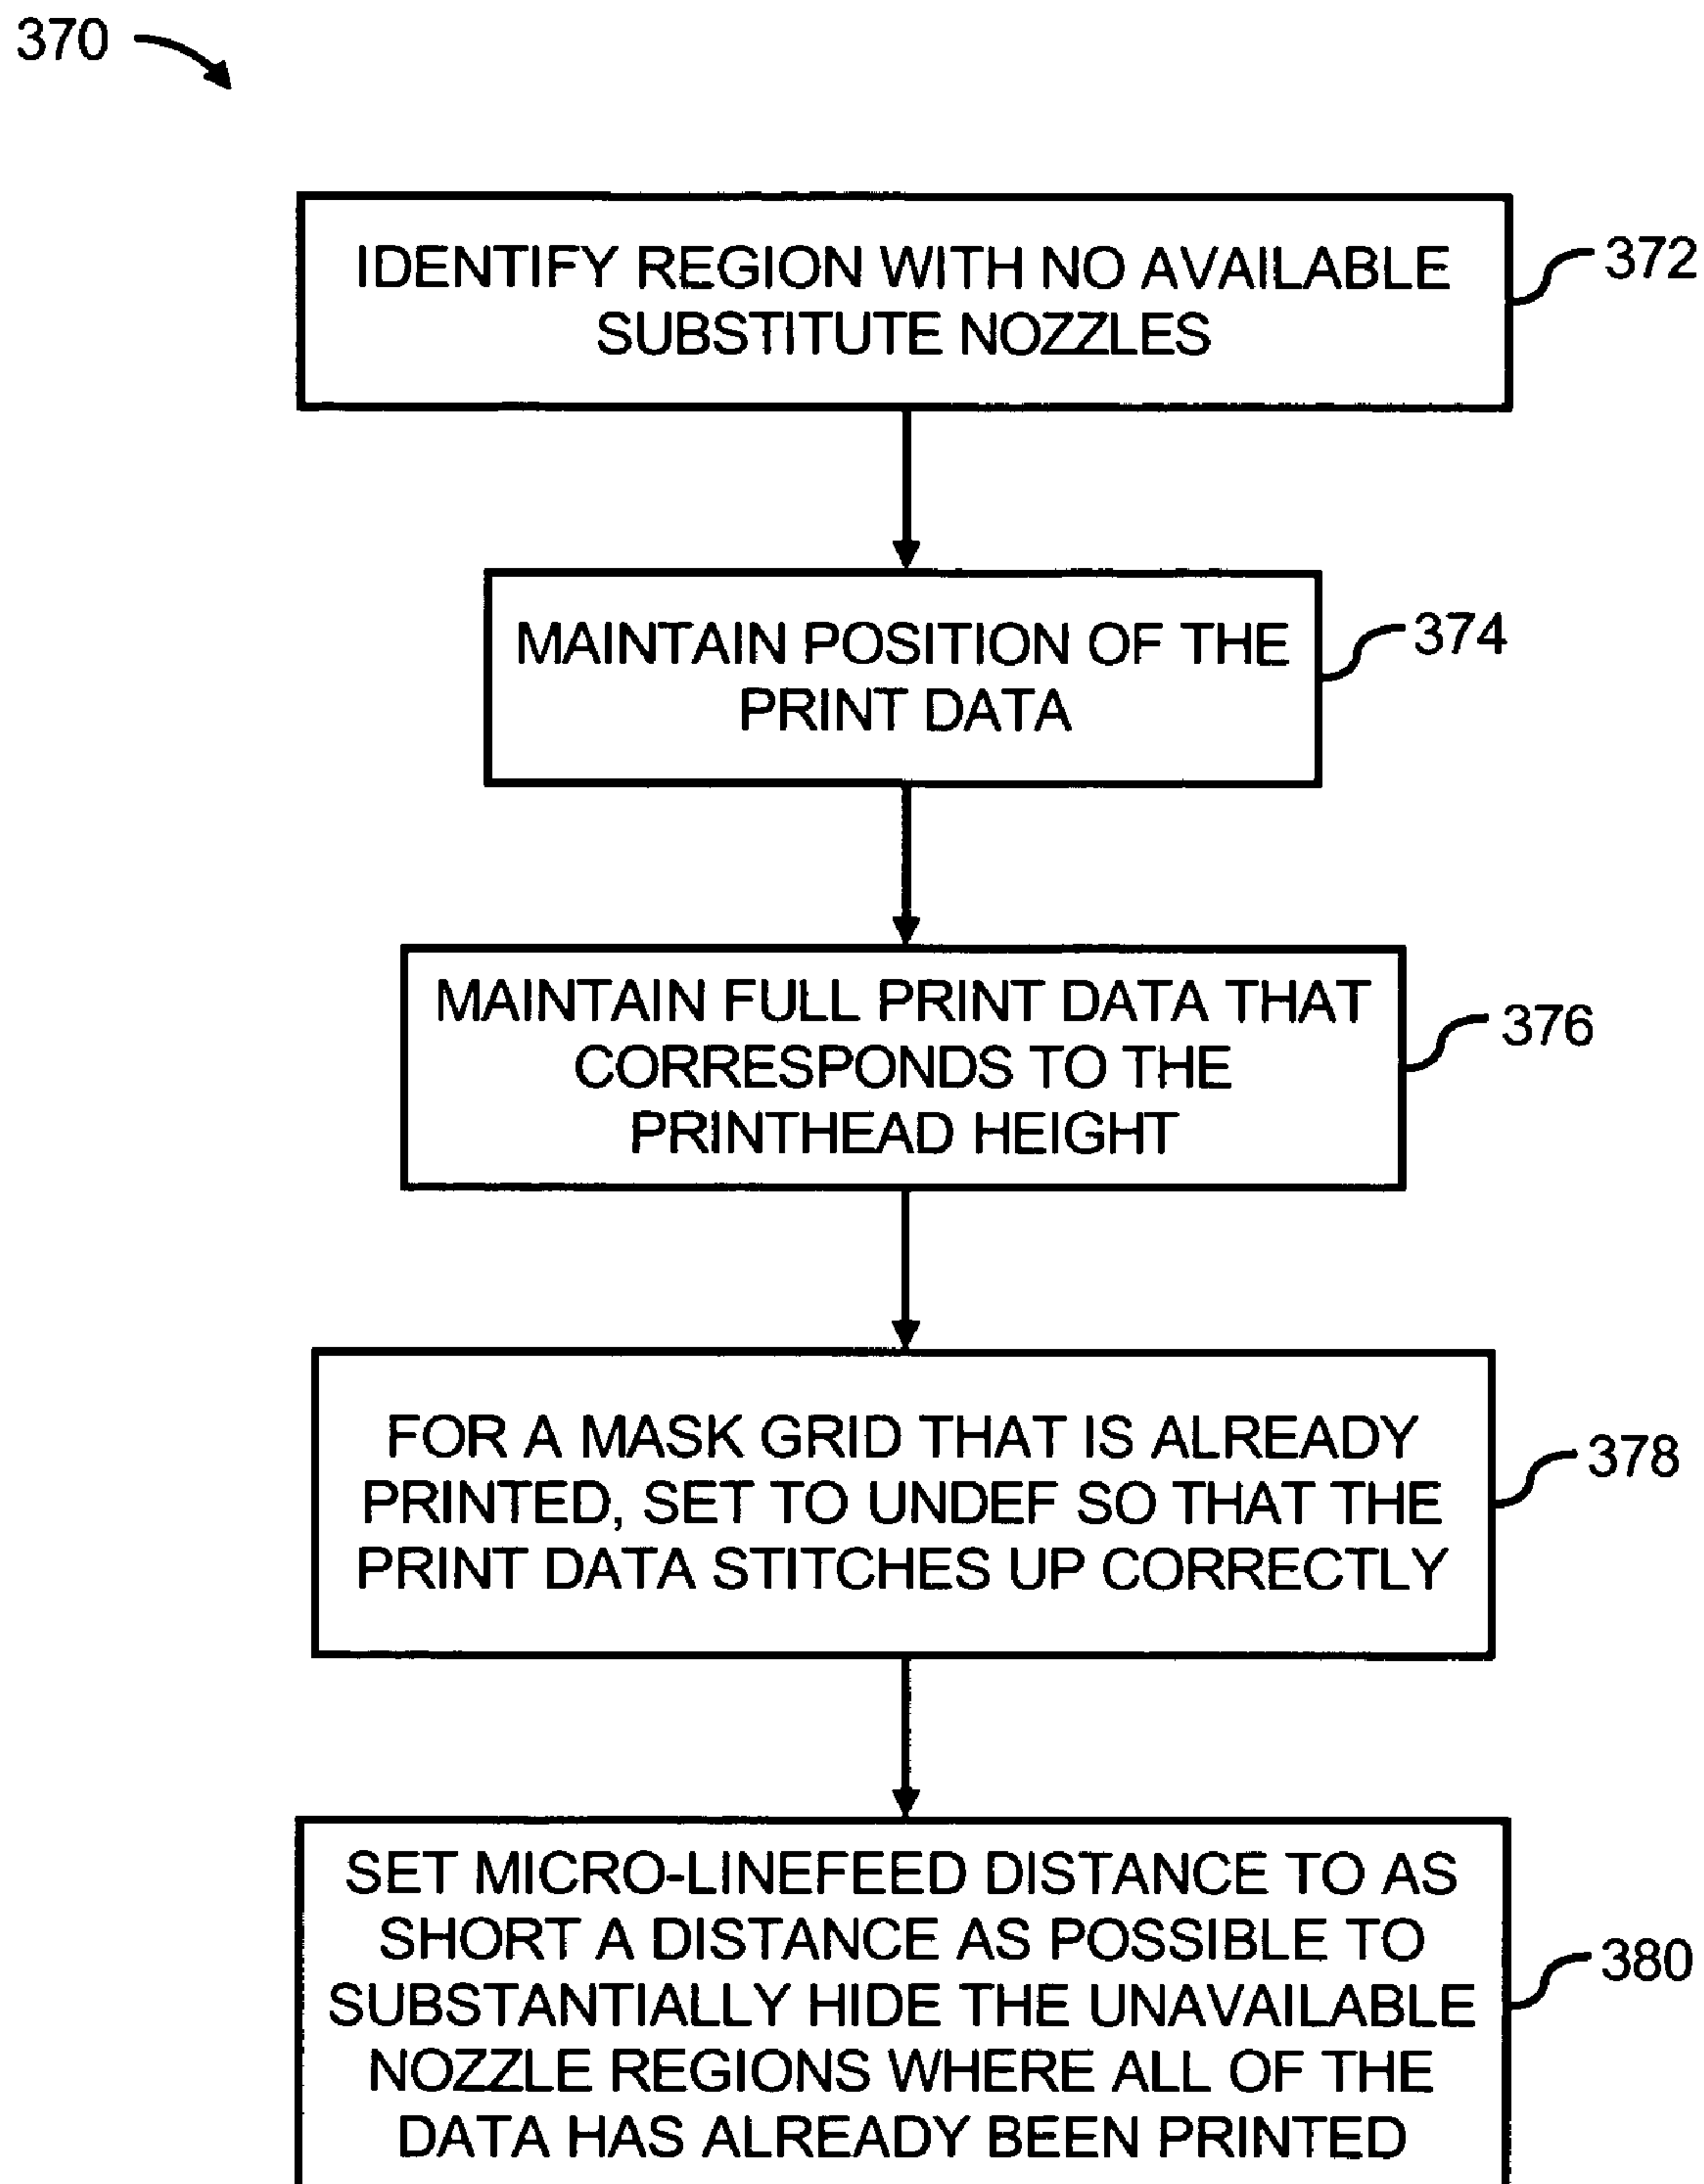 370
IDENTIFY REGION WITH NO AVAILABLE
SUBSTITUTE NOZZLES
372
MAINTAIN POSITION OF THE
PRINT DATA
374
MAINTAIN FULL PRINT DATA THAT
CORRESPONDS TO THE
PRINTHEAD HEIGHT
376
FOR A MASK GRID THAT IS ALREADY
PRINTED, SET TO UNDEF SO THAT THE
PRINT DATA STITCHES UP CORRECTLY
378
SET MICRO-LINEFEED DISTANCE TO AS
SHORT A DISTANCE AS POSSIBLE TO
SUBSTANTIALLY HIDE THE UNAVAILABLE
NOZZLE REGIONS WHERE ALL OF THE
DATA HAS ALREADY BEEN PRINTED
380